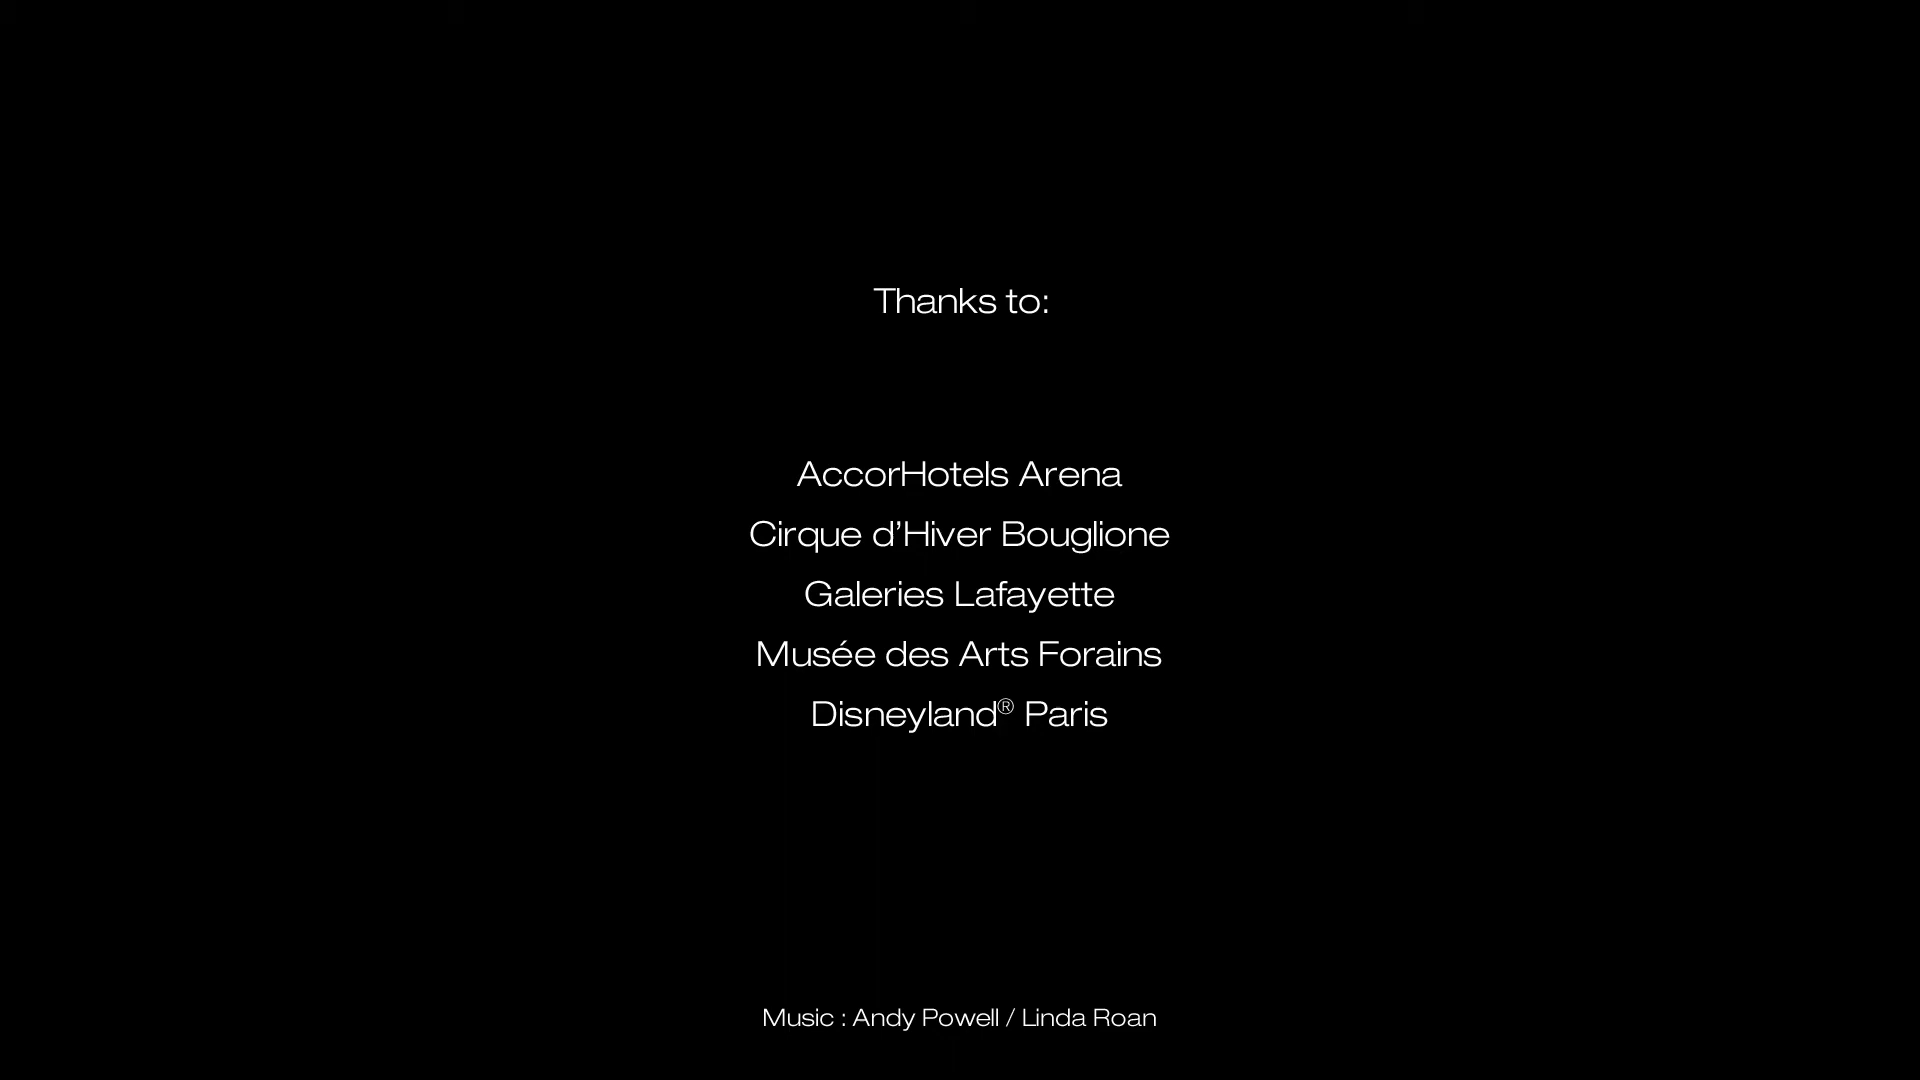 Thanks to:
AccorHotels Arena
Cirque d’Hiver Bouglione
Galeries Lafayette
Musée des Arts Forains
Disneyland® Paris
Music : Andy Powell / Linda Roan